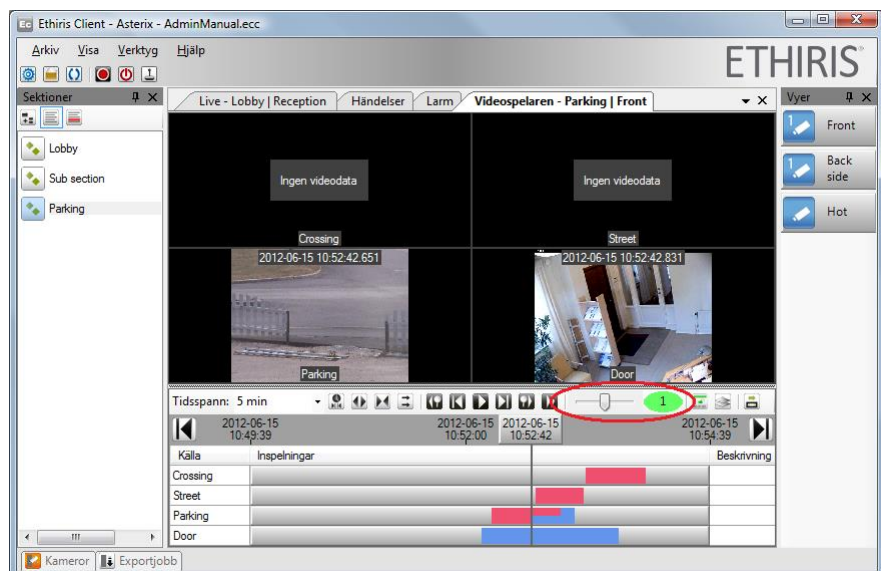 Ec Ethiris Client - Asterix - AdminManual.ecc
Arkiv Visa Verktyg Hjälp
ETHIRIS
Sektioner
Live - Lobby | Reception Händelser Larm Videospelaren - Parking | Front
Vyer
Lobby
Sub section
Parking
Ingen videodata
Crossing
Ingen videodata
Street
2012-06-15 10:52:42.651
Parking
2012-06-15 10:52:42.831
Door
1 Front
1 Back
side
Hot
Tidsspann: 5 min
1
2012-06-15
10:49:39
2012-06-15
10:52:00
2012-06-15
10:52:42
2012-06-15
10:54:39
Källa Inspelningar Beskrivning
Crossing
Street
Parking
Door
Kameror Exportjobb